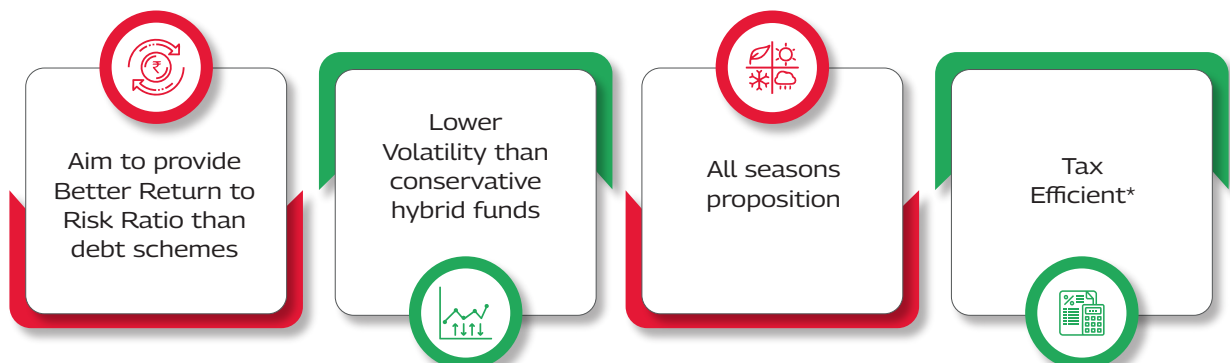 Aim to provide
Better Return to
Risk Ratio than
debt schemes
Lower
Volatility than
conservative
hybrid funds
All seasons
proposition
Tax
Efficient*